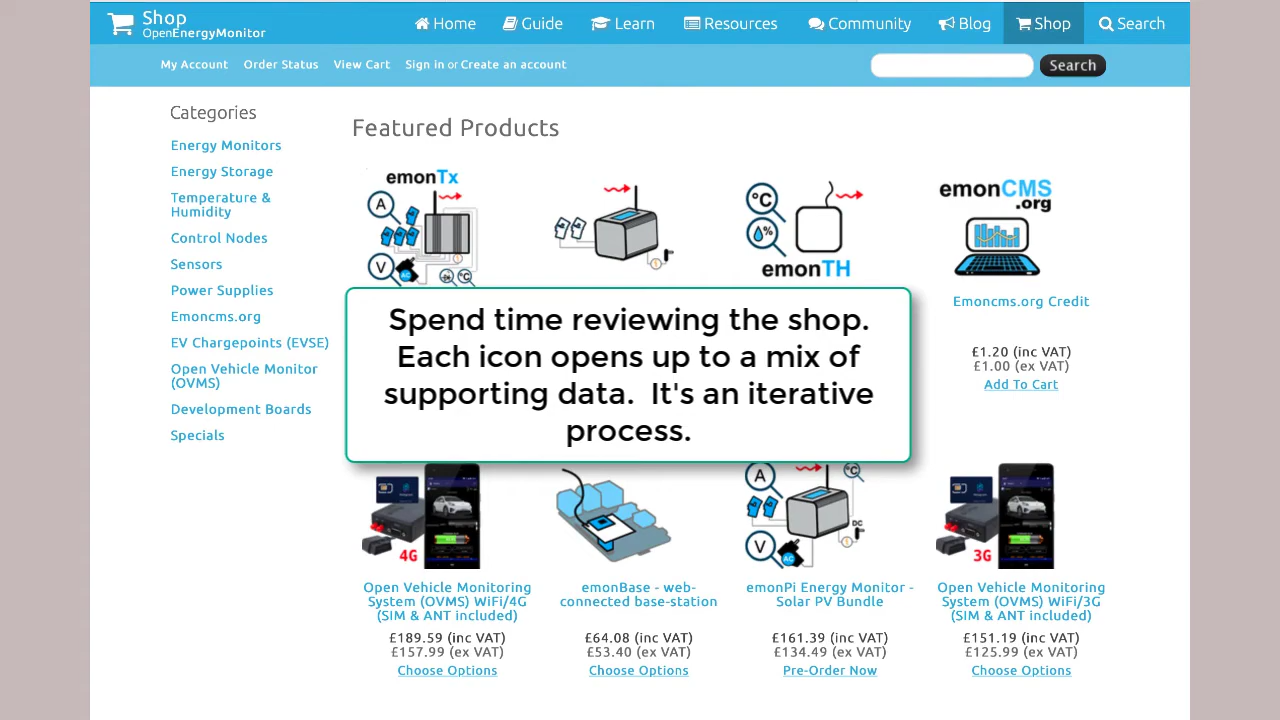 Shop
OpenEnergyMonitor
Home
Guide
Learn
Resources
Community
Blog
Shop
Search
My Account
Order Status
View Cart
Sign in or Create an account
Search
Categories
Energy Monitors
Energy Storage
Temperature &
Humidity
Control Nodes
Sensors
Power Supplies
Emoncms.org
EV Chargepoints (EVSE)
Open Vehicle Monitor
(OVMS)
Development Boards
Specials
Featured Products
emonTx
A
V
AC
°C
°C
%
emonTH
emonCMS
.org
Emoncms.org Credit
£1.20 (inc VAT)
£1.00 (ex VAT)
Add To Cart
Spend time reviewing the shop.
Each icon opens up to a mix of
supporting data.  It's an iterative
process.
4G
A
°C
V
AC
DC
3G
Open Vehicle Monitoring
System (OVMS) WiFi/4G
(SIM & ANT included)
£189.59 (inc VAT)
£157.99 (ex VAT)
Choose Options
emonBase - web-
connected base-station
£64.08 (inc VAT)
£53.40 (ex VAT)
Choose Options
emonPi Energy Monitor -
Solar PV Bundle
£161.39 (inc VAT)
£134.49 (ex VAT)
Pre-Order Now
Open Vehicle Monitoring
System (OVMS) WiFi/3G
(SIM & ANT included)
£151.19 (inc VAT)
£125.99 (ex VAT)
Choose Options